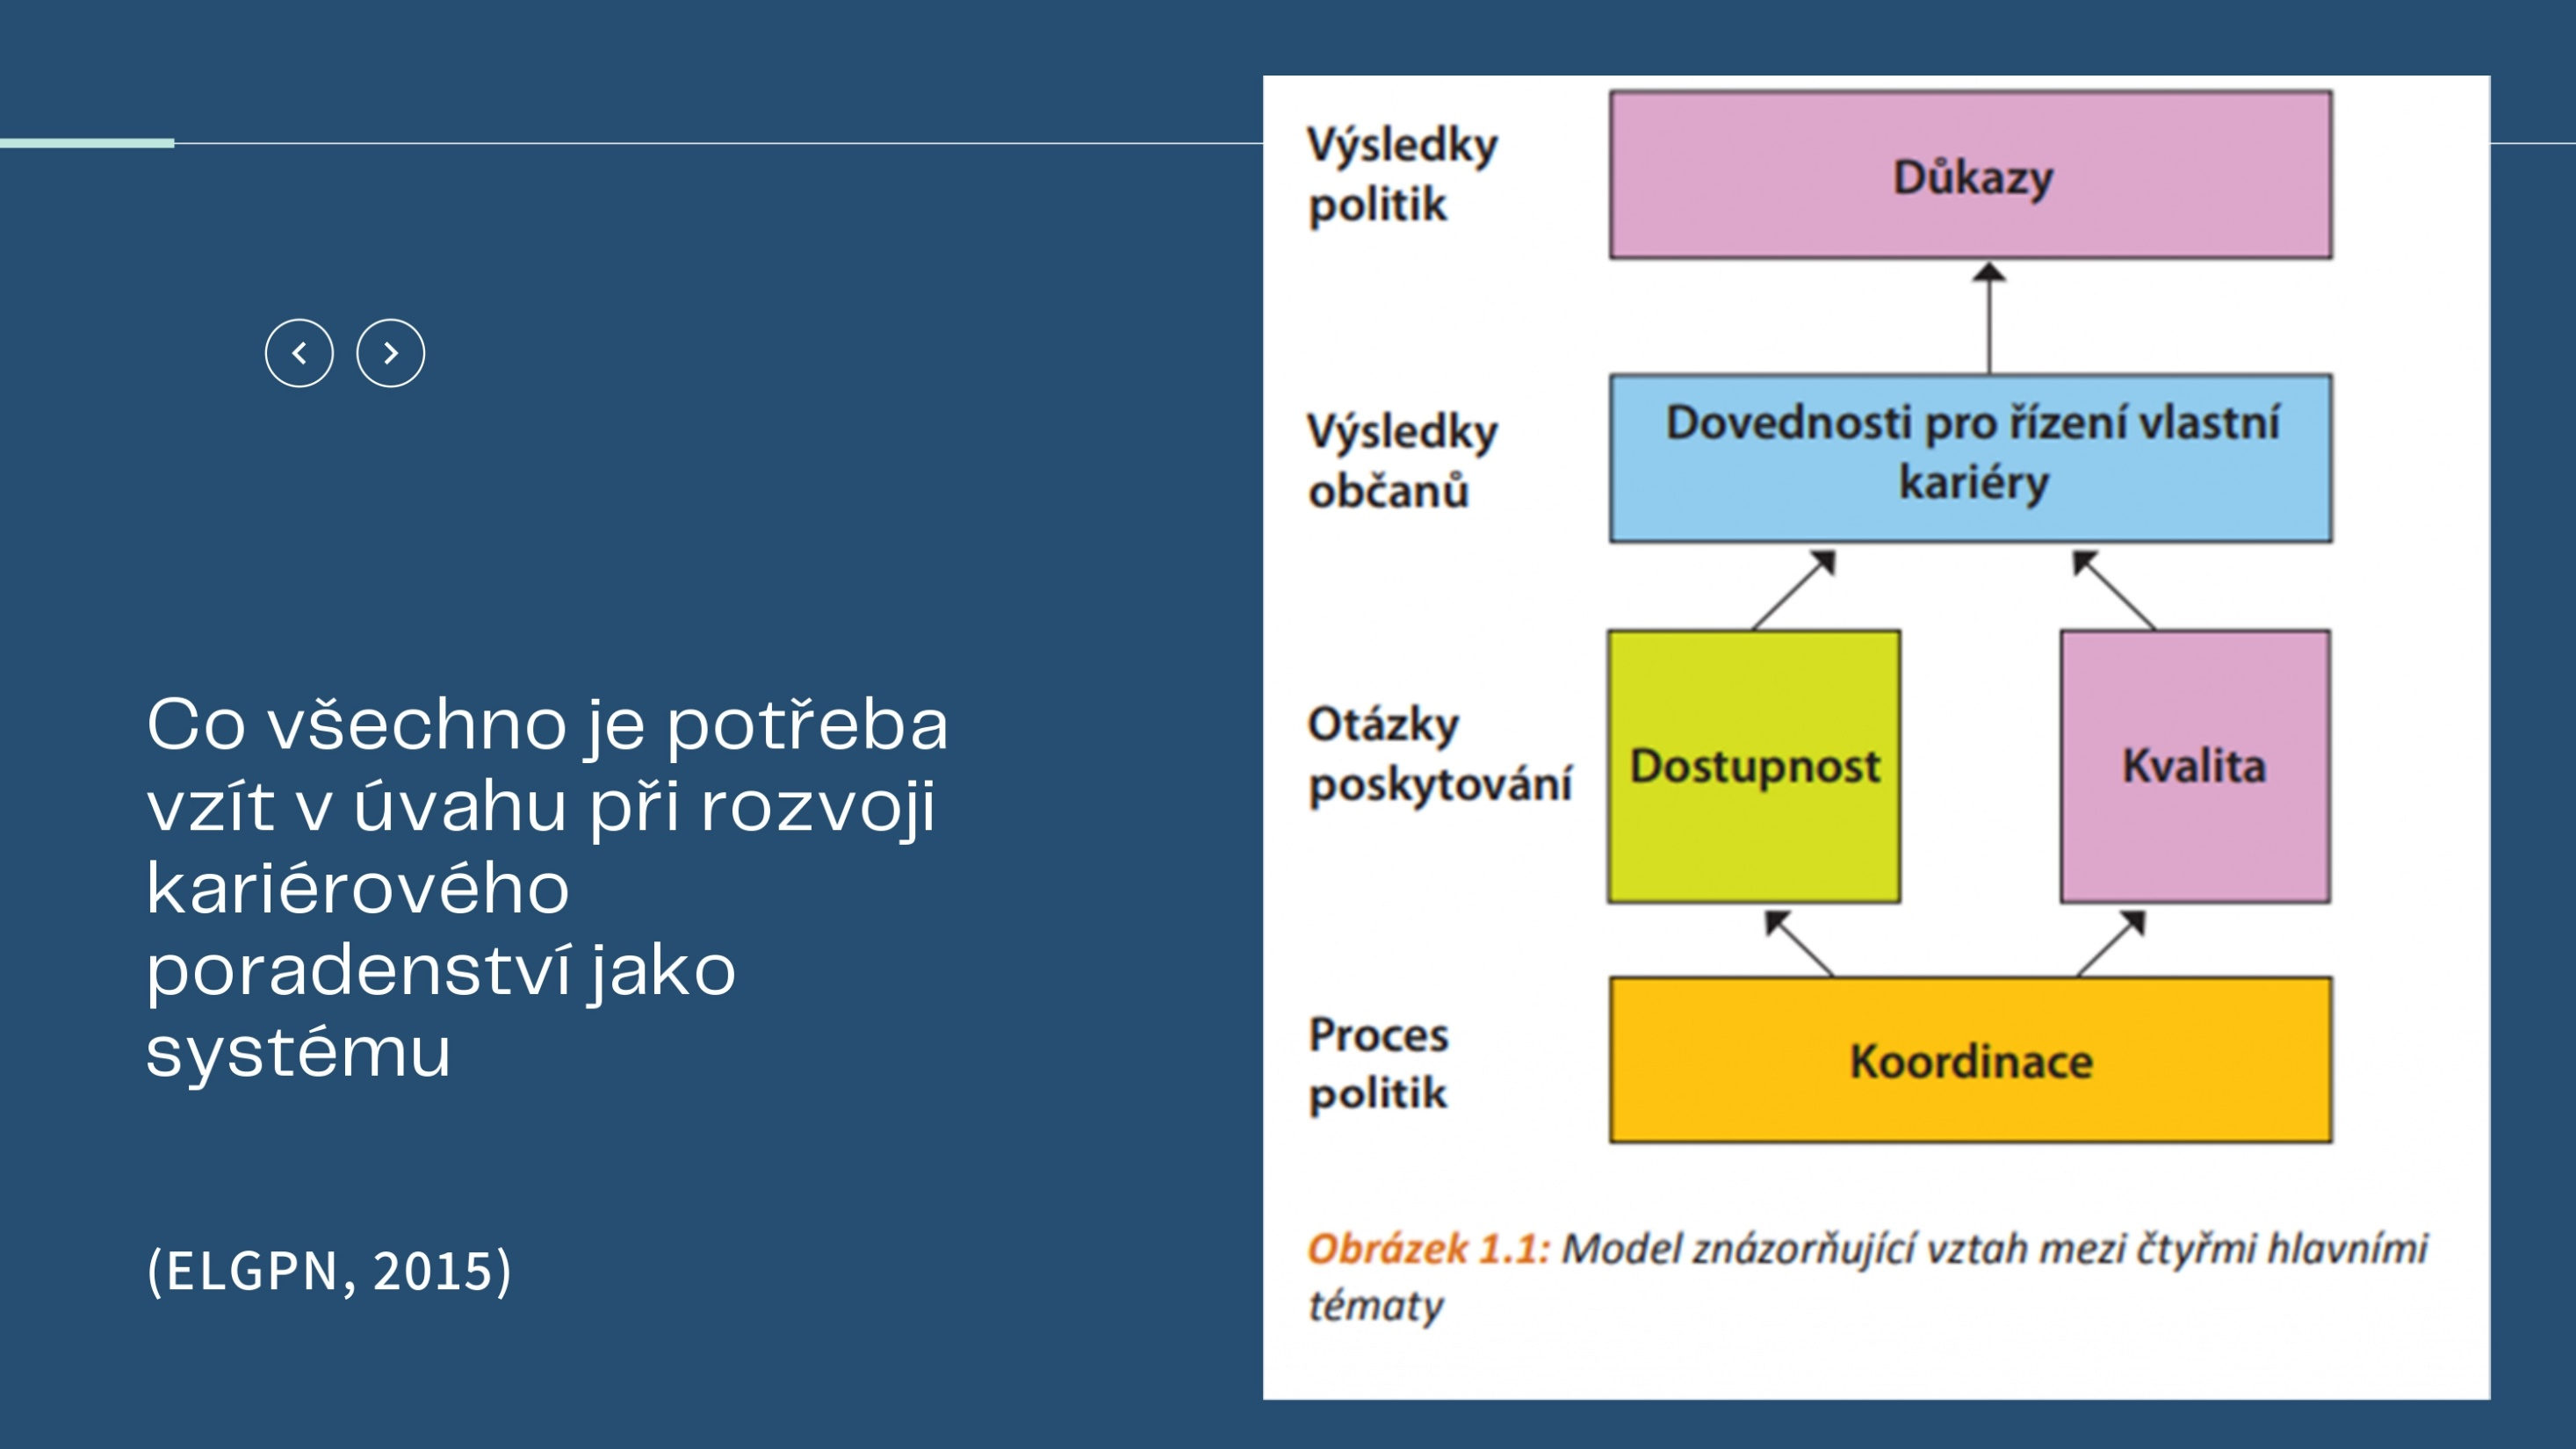 Co všechno je potřeba
vzít v úvahu při rozvoji
kariérového
poradenství jako
systému
(ELGPN, 2015)
Výsledky
politik
Důkazy
Výsledky
občanů
Dovednosti pro řízení vlastní
kariéry
Otázky
poskytování
Dostupnost
Kvalita
Proces
politik
Koordinace
Obrázek 1.1: Model znázorňující vztah mezi čtyřmi hlavními
tématy